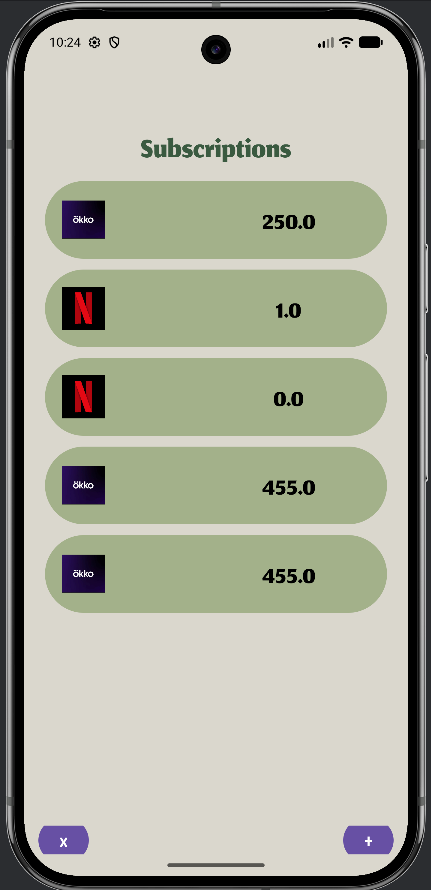 10:24
Subscriptions
ökko 250.0
N 1.0
N 0.0
ökko 455.0
ökko 455.0
x +